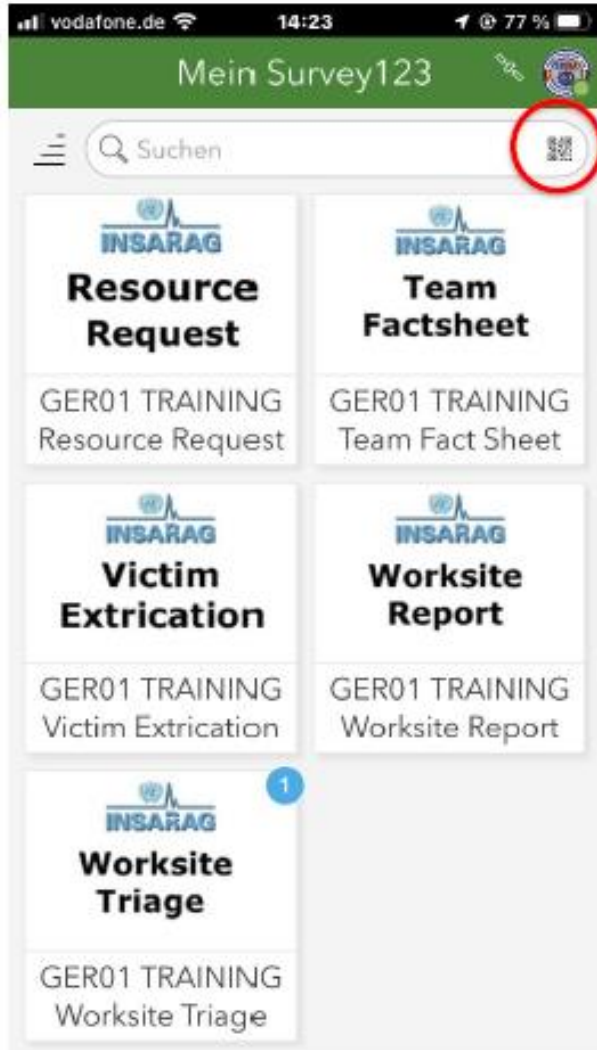 vodafone.de 14:23 77 %
Mein Survey123
Suchen
INSARAG
Resource
Request
GER01 TRAINING
Resource Request
INSARAG
Team
Factsheet
GER01 TRAINING
Team Fact Sheet
INSARAG
Victim
Extrication
GER01 TRAINING
Victim Extrication
INSARAG
Worksite
Report
GER01 TRAINING
Worksite Report
1
INSARAG
Worksite
Triage
GER01 TRAINING
Worksite Triage